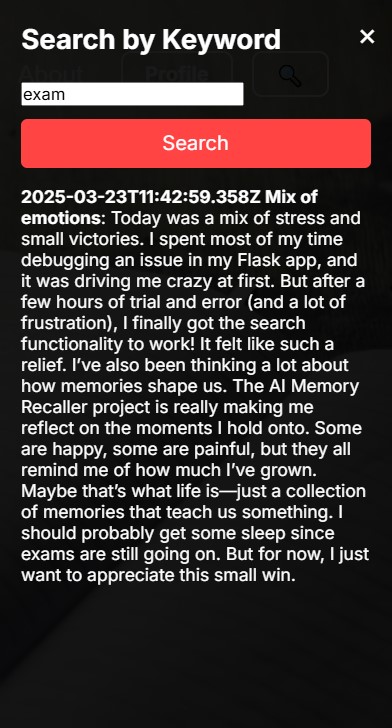 Search by Keyword ✕
About Profile
exam
Search
2025-03-23T11:42:59.358Z Mix of
emotions: Today was a mix of stress and
small victories. I spent most of my time
debugging an issue in my Flask app, and
it was driving me crazy at first. But after a
few hours of trial and error (and a lot of
frustration), I finally got the search
functionality to work! It felt like such a
relief. I’ve also been thinking a lot about
how memories shape us. The AI Memory
Recaller project is really making me
reflect on the moments I hold onto. Some
are happy, some are painful, but they all
remind me of how much I’ve grown.
Maybe that’s what life is—just a collection
of memories that teach us something. I
should probably get some sleep since
exams are still going on. But for now, I just
want to appreciate this small win.